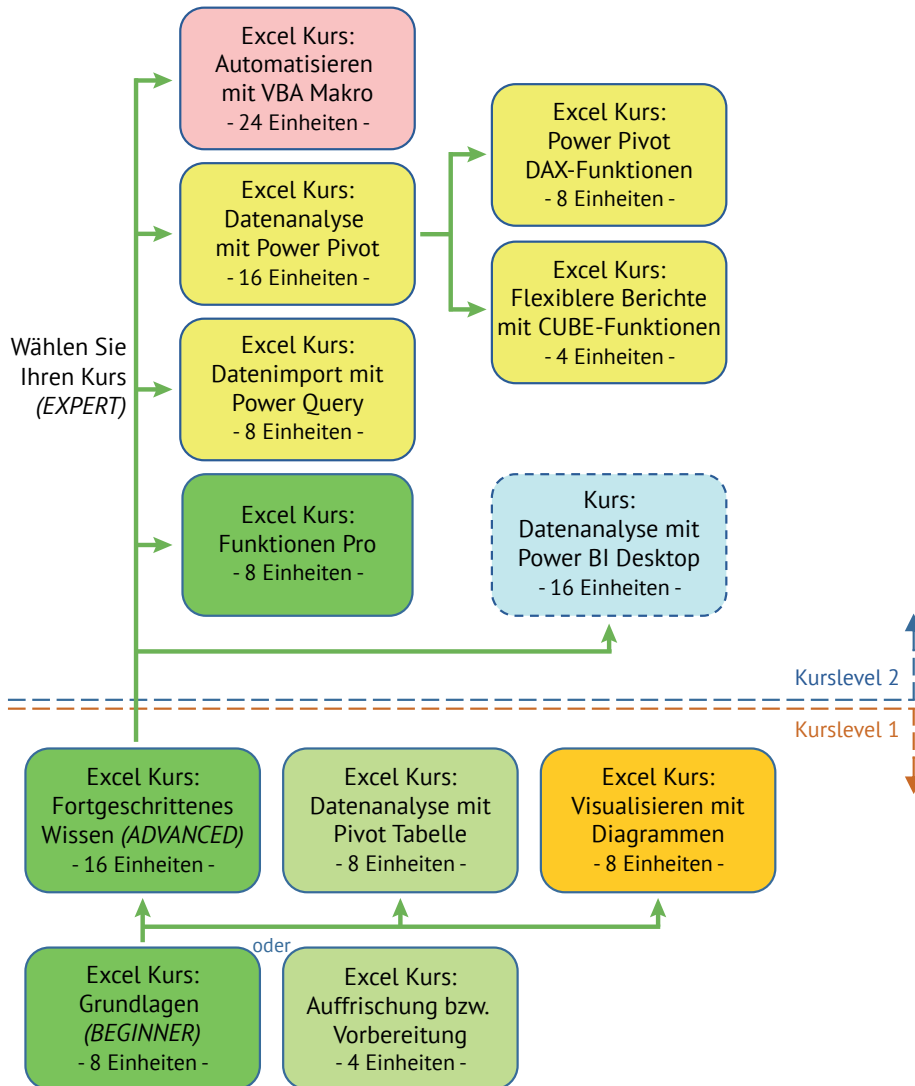 Excel Kurs:
Automatisieren
mit VBA Makro
- 24 Einheiten -
Excel Kurs:
Power Pivot
DAX-Funktionen
- 8 Einheiten -
Excel Kurs:
Datenanalyse
mit Power Pivot
- 16 Einheiten -
Excel Kurs:
Flexiblere Berichte
mit CUBE-Funktionen
- 4 Einheiten -
Wählen Sie
Ihren Kurs
(EXPERT)
Excel Kurs:
Datenimport mit
Power Query
- 8 Einheiten -
Excel Kurs:
Funktionen Pro
- 8 Einheiten -
Kurs:
Datenanalyse mit
Power BI Desktop
- 16 Einheiten -
Kurslevel 2
Kurslevel 1
Excel Kurs:
Fortgeschrittenes
Wissen (ADVANCED)
- 16 Einheiten -
Excel Kurs:
Datenanalyse mit
Pivot Tabelle
- 8 Einheiten -
Excel Kurs:
Visualisieren mit
Diagrammen
- 8 Einheiten -
oder
Excel Kurs:
Grundlagen
(BEGINNER)
- 8 Einheiten -
Excel Kurs:
Auffrischung bzw.
Vorbereitung
- 4 Einheiten -